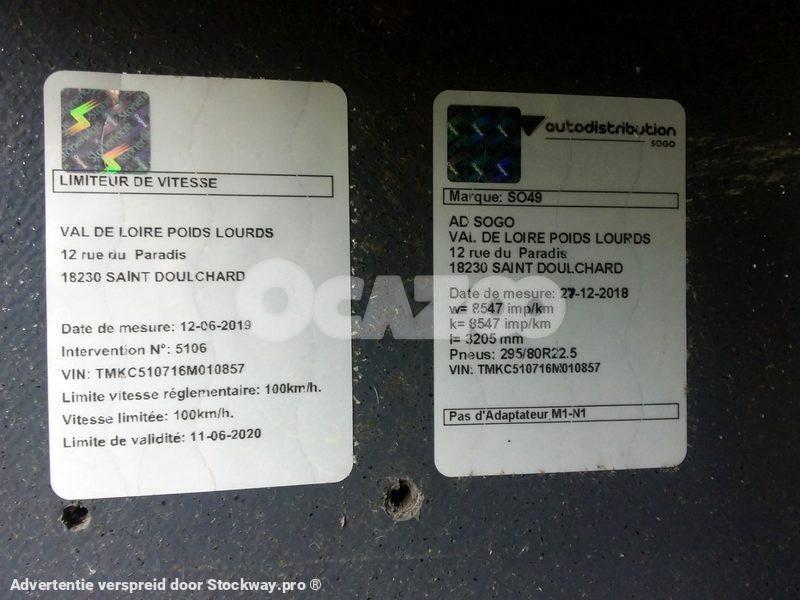 LIMITEUR DE VITESSE
VAL DE LOIRE POIDS LOURDS
12 rue du Paradis
18230 SAINT DOULCHARD
Date de mesure: 12-06-2019
Intervention N°: 5106
VIN: TMKC510716M010857
Limite vitesse réglementaire: 100km/h.
Vitesse limitée: 100km/h.
Limite de validité: 11-06-2020
autodistribution
SOGO
Marque: SO49
AD SOGO
VAL DE LOIRE POIDS LOURDS
12 rue du Paradis
18230 SAINT DOULCHARD
Date de mesure: 27-12-2018
w= 8547 imp/km
k= 8547 imp/km
l= 3205 mm
Pneus: 295/80R22.5
VIN: TMKC510716M010857
Pas d'Adaptateur M1-N1
OCAZOO
Advertentie verspreid door Stockway.pro ®